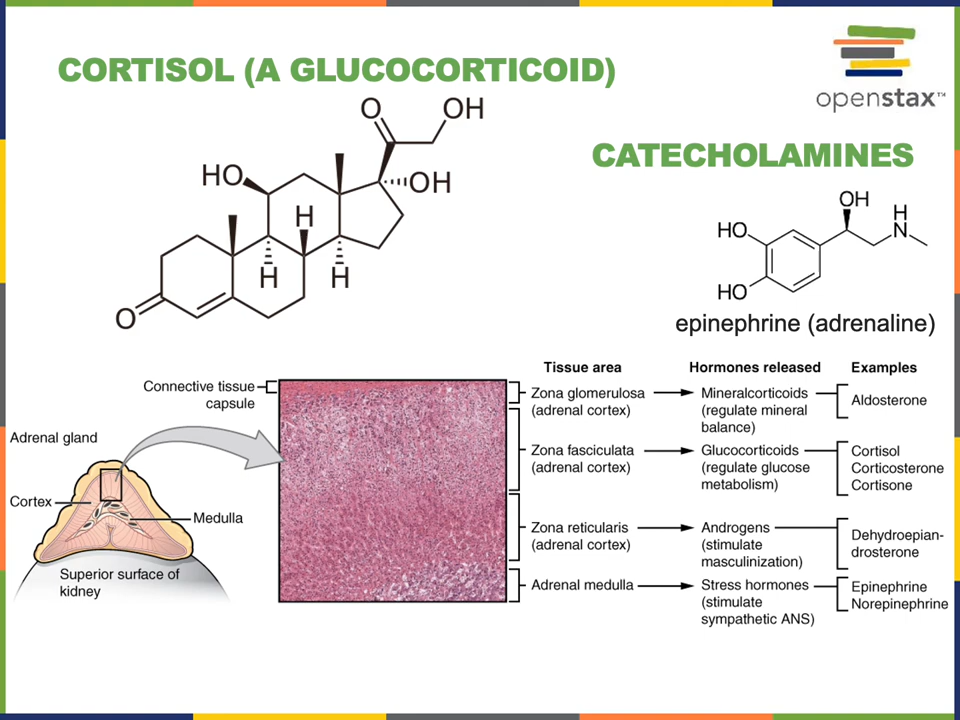 CORTISOL (A GLUCOCORTICOID)
openstax™
O
OH
HO
OH
H
H
H
O
CATECHOLAMINES
OH
HO
H
N
HO
epinephrine (adrenaline)
Connective tissue
capsule
Adrenal gland
Cortex
Medulla
Superior surface of
kidney
Tissue area
Hormones released
Examples
Zona glomerulosa
(adrenal cortex)
Mineralcorticoids
(regulate mineral
balance)
Aldosterone
Zona fasciculata
(adrenal cortex)
Glucocorticoids
(regulate glucose
metabolism)
Cortisol
Corticosterone
Cortisone
Zona reticularis
(adrenal cortex)
Androgens
(stimulate
masculinization)
Dehydroepian-
drosterone
Adrenal medulla
Stress hormones
(stimulate
sympathetic ANS)
Epinephrine
Norepinephrine